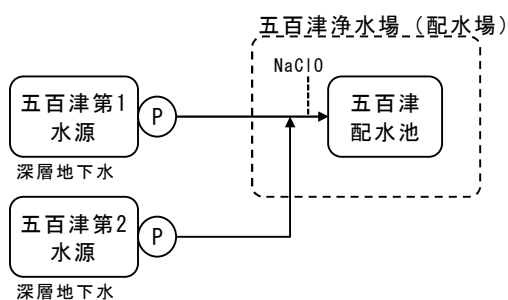 五百津浄水場（配水場）
NaClO
五百津第1
水源
P
五百津
配水池
深層地下水
五百津第2
水源
P
深層地下水